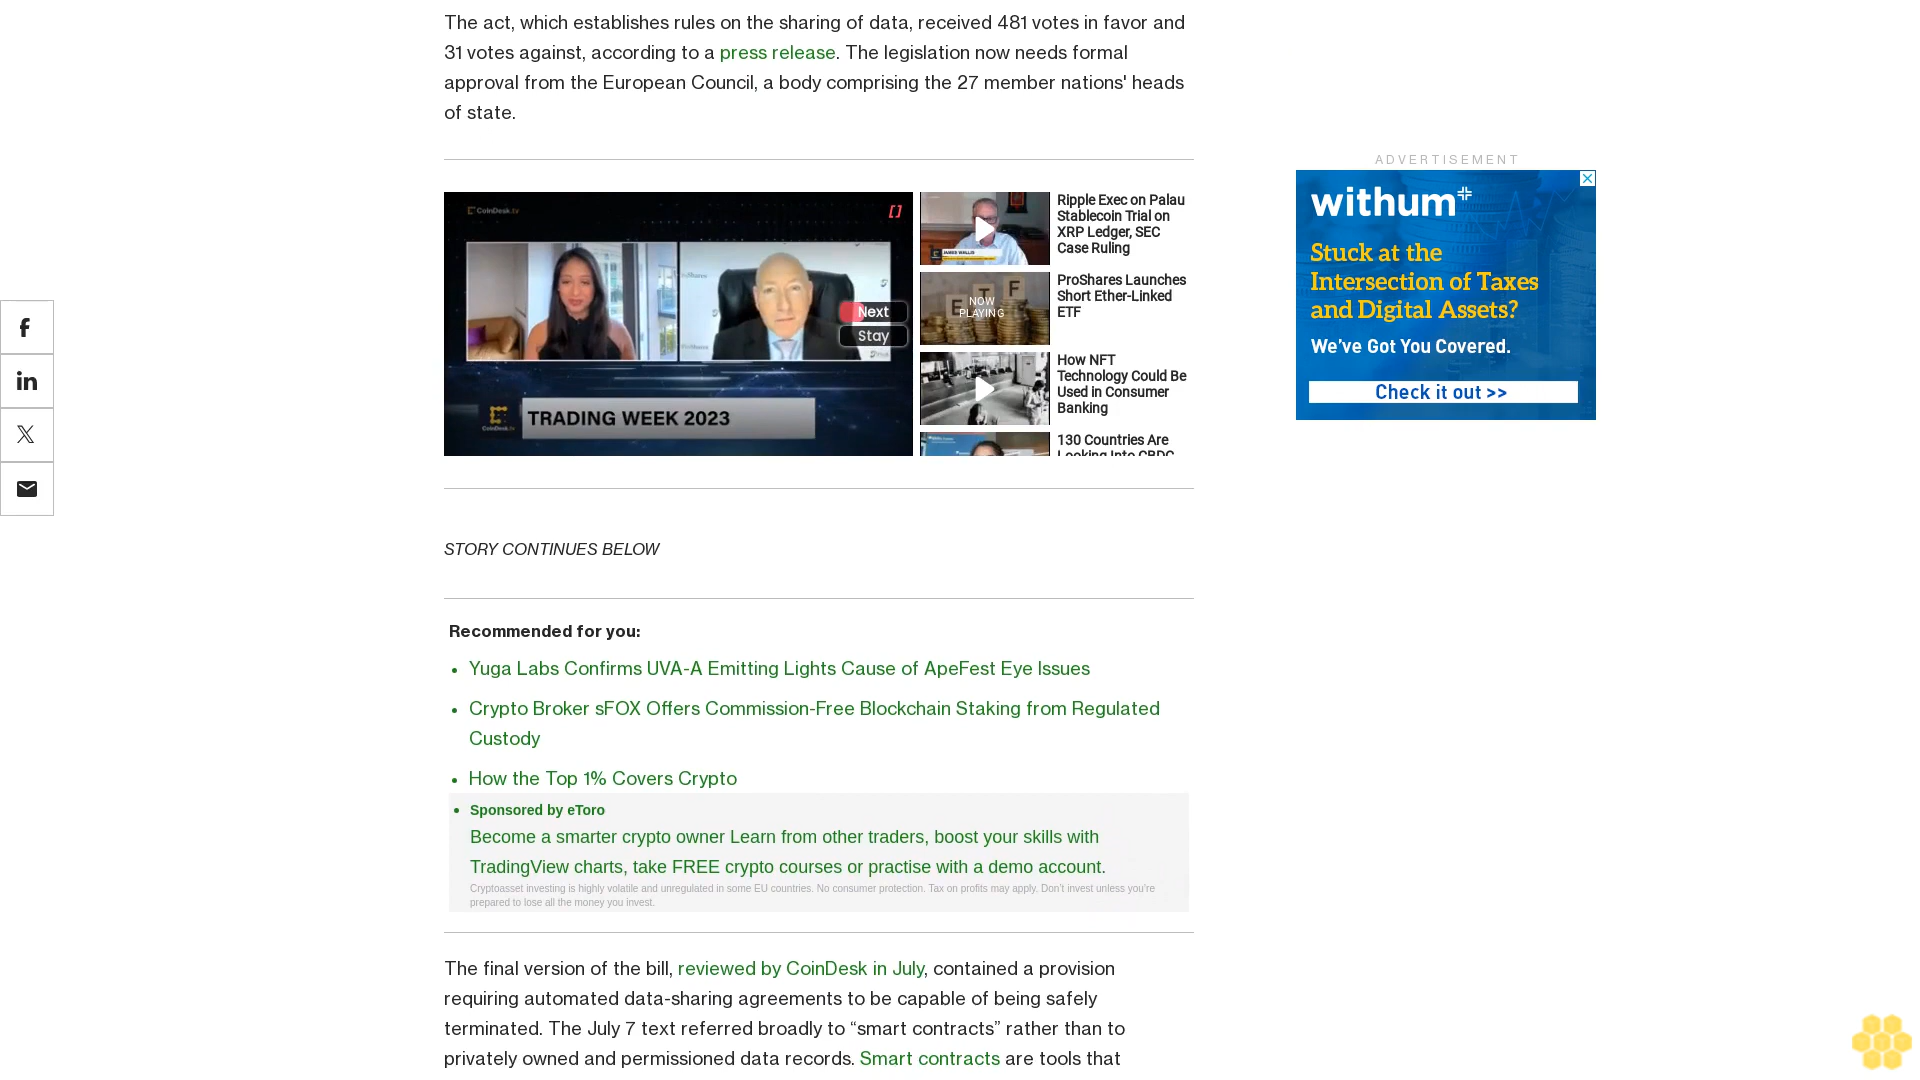 The act, which establishes rules on the sharing of data, received 481 votes in favor and
31 votes against, according to a press release. The legislation now needs formal
approval from the European Council, a body comprising the 27 member nations' heads
of state.
CoinDesk.tv
Next
Stay
CoinDesk.tv
TRADING WEEK 2023
Ripple Exec on Palau
Stablecoin Trial on
XRP Ledger, SEC
Case Ruling
JAMES WALLIS
E T F
NOW
PLAYING
ProShares Launches
Short Ether-Linked
ETF
How NFT
Technology Could Be
Used in Consumer
Banking
130 Countries Are
Looking Into CBDC
ADVERTISEMENT
withum
Stuck at the
Intersection of Taxes
and Digital Assets?
We've Got You Covered.
Check it out >>
STORY CONTINUES BELOW
Recommended for you:
• Yuga Labs Confirms UVA-A Emitting Lights Cause of ApeFest Eye Issues
• Crypto Broker sFOX Offers Commission-Free Blockchain Staking from Regulated
Custody
• How the Top 1% Covers Crypto
• Sponsored by eToro
Become a smarter crypto owner Learn from other traders, boost your skills with
TradingView charts, take FREE crypto courses or practise with a demo account.
Cryptoasset investing is highly volatile and unregulated in some EU countries. No consumer protection. Tax on profits may apply. Don't invest unless you're
prepared to lose all the money you invest.
The final version of the bill, reviewed by CoinDesk in July, contained a provision
requiring automated data-sharing agreements to be capable of being safely
terminated. The July 7 text referred broadly to “smart contracts” rather than to
privately owned and permissioned data records. Smart contracts are tools that